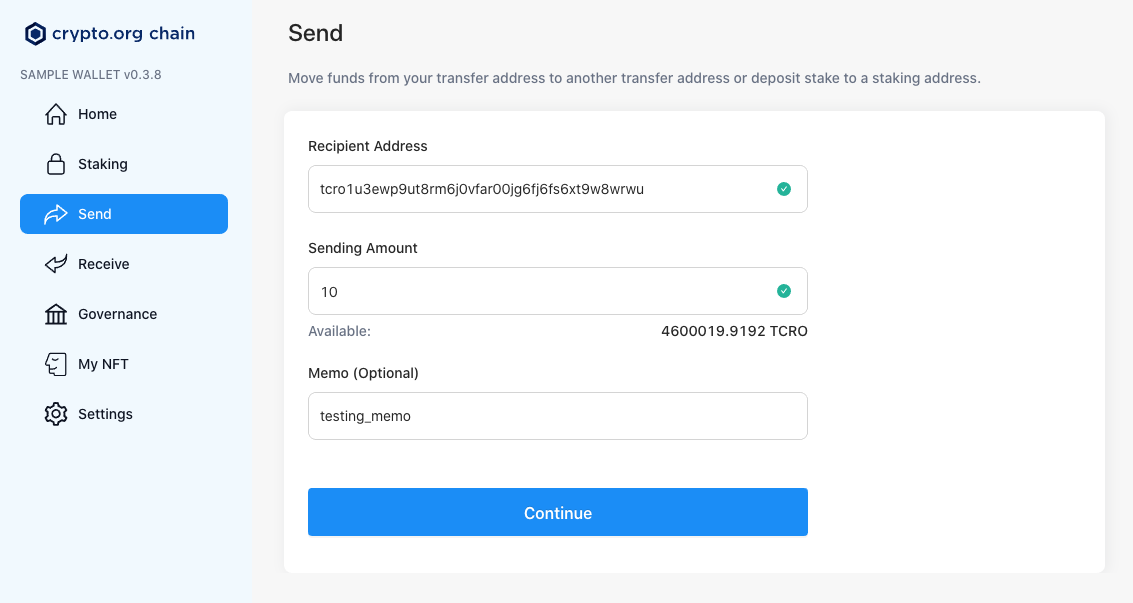 crypto.org chain
SAMPLE WALLET v0.3.8
Home
Staking
Send
Receive
Governance
My NFT
Settings
Send
Move funds from your transfer address to another transfer address or deposit stake to a staking address.
Recipient Address
tcro1u3ewp9ut8rm6j0vfar00jg6fj6fs6xt9w8wrwu
Sending Amount
10
Available: 4600019.9192 TCRO
Memo (Optional)
testing_memo
Continue